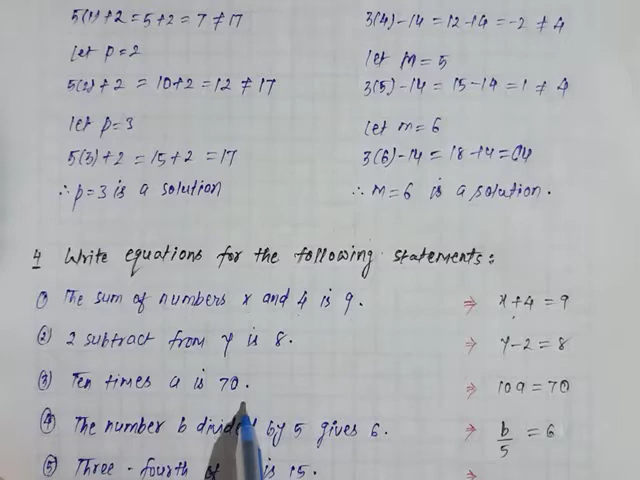 5(1)+2 = 5+2 = 7 ≠ 17
let p=2
5(2)+2 = 10+2 = 12 ≠ 17
let p=3
5(3)+2 = 15+2 = 17
∴ p=3 is a solution
3(4)-14 = 12-14 = -2 ≠ 4
let m=5
3(5)-14 = 15-14 = 1 ≠ 4
let m=6
3(6)-14 = 18-14 = 4
∴ m=6 is a solution.
4 Write equations for the following statements:
① The sum of numbers x and 4 is 9. ⇒ x+4=9
② 2 subtract from y is 8. ⇒ y-2=8
③ Ten times a is 70. ⇒ 10a=70
④ The number b divided by 5 gives 6. ⇒ b/5 = 6
⑤ Three-fourth of is 15. ⇒